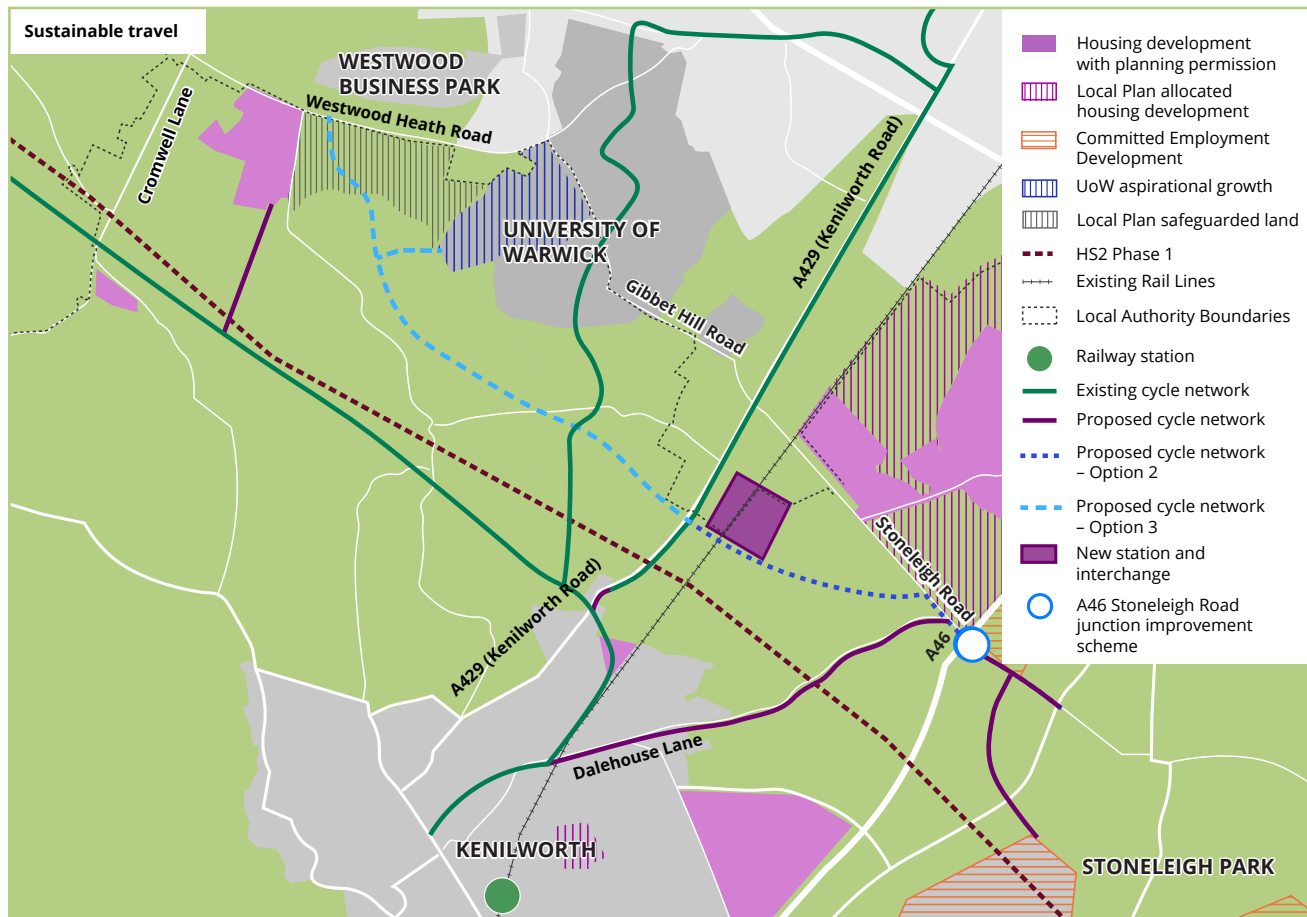 Sustainable travel
WESTWOOD
BUSINESS PARK
Westwood Heath Road
Cromwell Lane
UNIVERSITY OF
WARWICK
Gibbet Hill Road
A429 (Kenilworth Road)
Stoneleigh Road
A46
A429 (Kenilworth Road)
Dalehouse Lane
KENILWORTH
STONELEIGH PARK
Housing development
with planning permission
Local Plan allocated
housing development
Committed Employment
Development
UoW aspirational growth
Local Plan safeguarded land
HS2 Phase 1
Existing Rail Lines
Local Authority Boundaries
Railway station
Existing cycle network
Proposed cycle network
Proposed cycle network
– Option 2
Proposed cycle network
– Option 3
New station and
interchange
A46 Stoneleigh Road
junction improvement
scheme